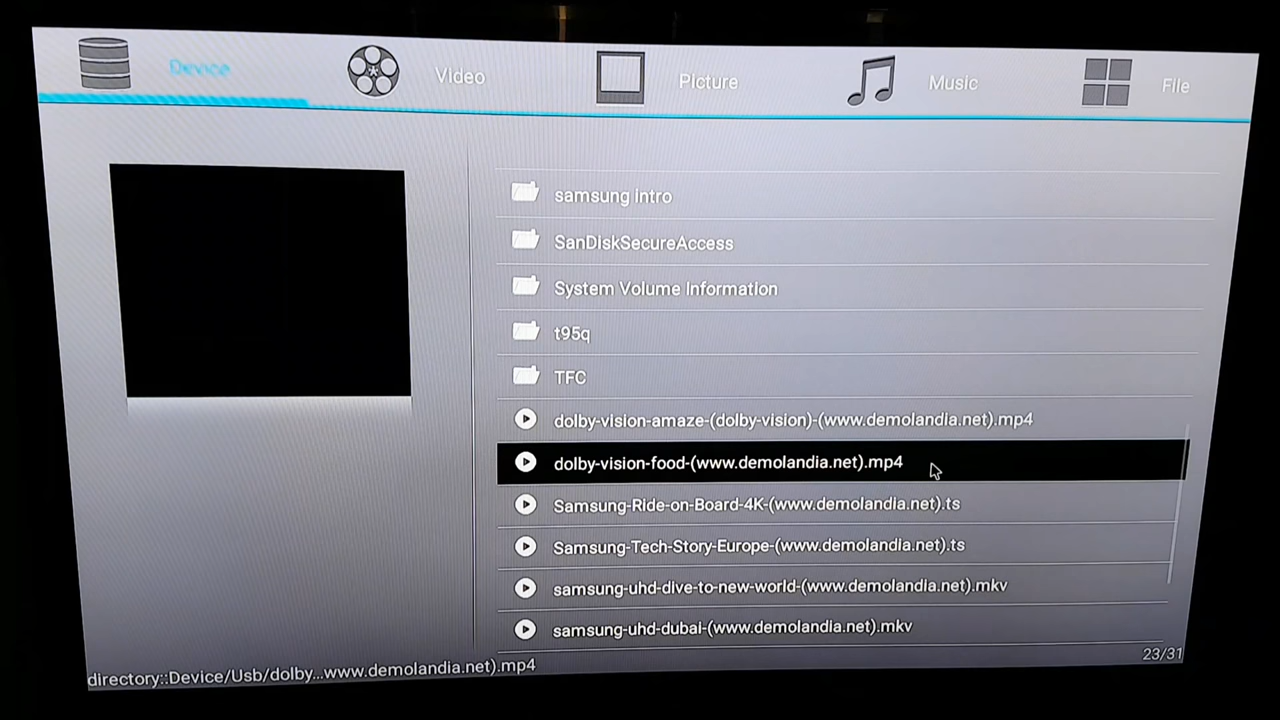 Device
Video
Picture
Music
File
samsung intro
SanDiskSecureAccess
System Volume Information
t95q
TFC
dolby-vision-amaze-(dolby-vision)-(www.demolandia.net).mp4
dolby-vision-food-(www.demolandia.net).mp4
Samsung-Ride-on-Board-4K-(www.demolandia.net).ts
Samsung-Tech-Story-Europe-(www.demolandia.net).ts
samsung-uhd-dive-to-new-world-(www.demolandia.net).mkv
samsung-uhd-dubai-(www.demolandia.net).mkv
23/31
directory::Device/Usb/dolby...www.demolandia.net).mp4